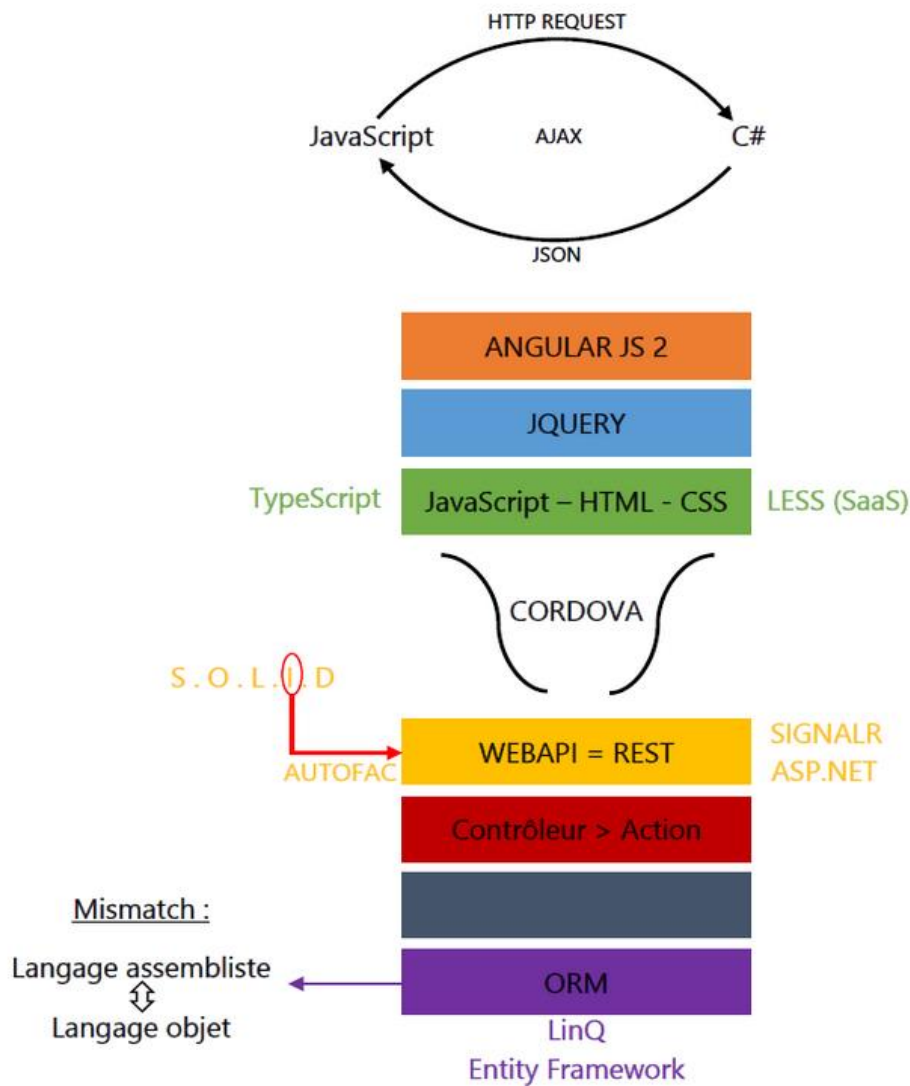 HTTP REQUEST
JavaScript AJAX C#
JSON
ANGULAR JS 2
JQUERY
TypeScript JavaScript – HTML - CSS LESS (SaaS)
CORDOVA
S . O . L . I . D
AUTOFAC WEBAPI = REST SIGNALR
ASP.NET
Contrôleur > Action
Mismatch :
Langage assembliste
Langage objet
ORM
LinQ
Entity Framework